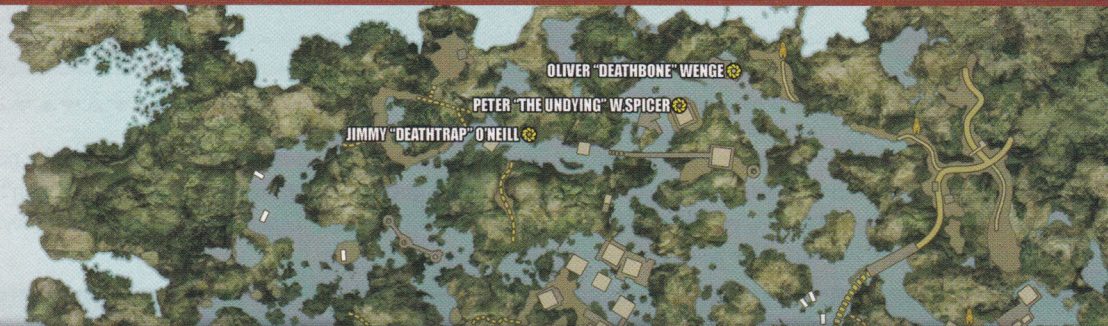 OLIVER "DEATHBONE" WENGE
PETER "THE UNDYING" W.SPICER
JIMMY "DEATHTRAP" O'NEILL